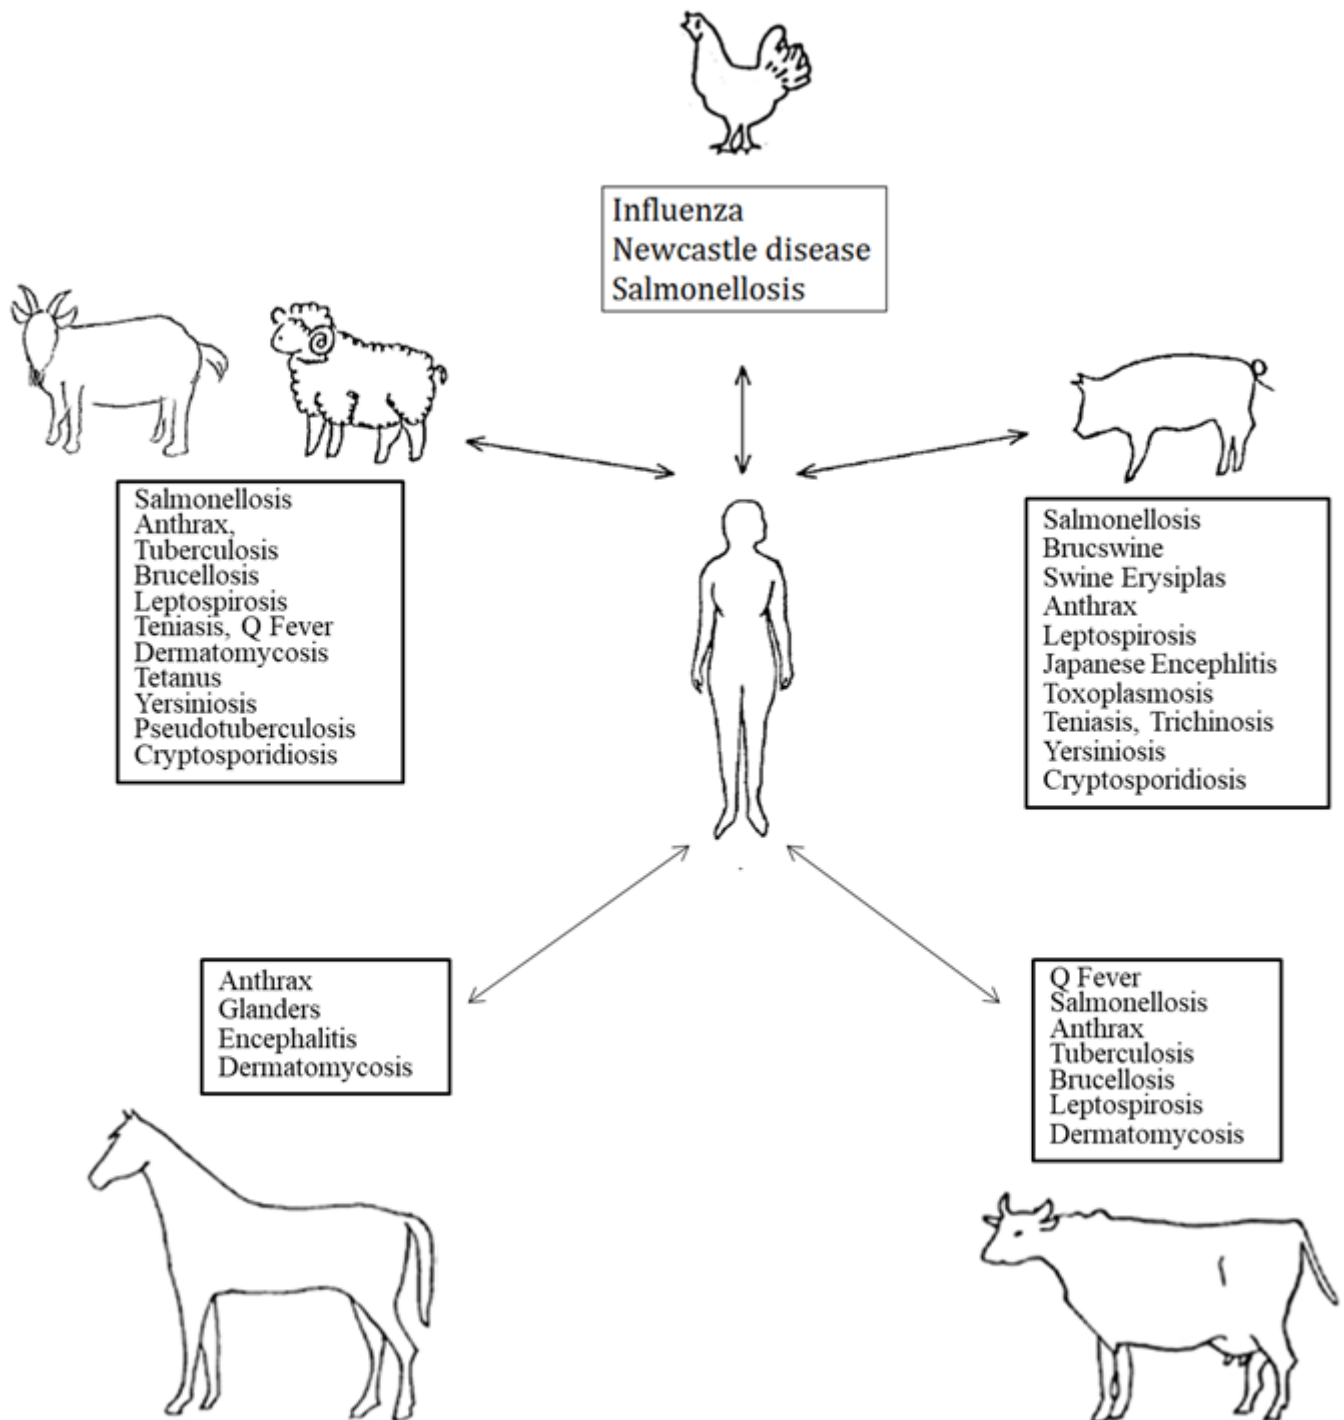 Influenza
Newcastle disease
Salmonellosis
Salmonellosis
Anthrax,
Tuberculosis
Brucellosis
Leptospirosis
Teniasis, Q Fever
Dermatomycosis
Tetanus
Yersiniosis
Pseudotuberculosis
Cryptosporidiosis
Salmonellosis
Brucswine
Swine Erysiplas
Anthrax
Leptospirosis
Japanese Encephlitis
Toxoplasmosis
Teniasis, Trichinosis
Yersiniosis
Cryptosporidiosis
Anthrax
Glanders
Encephalitis
Dermatomycosis
Q Fever
Salmonellosis
Anthrax
Tuberculosis
Brucellosis
Leptospirosis
Dermatomycosis